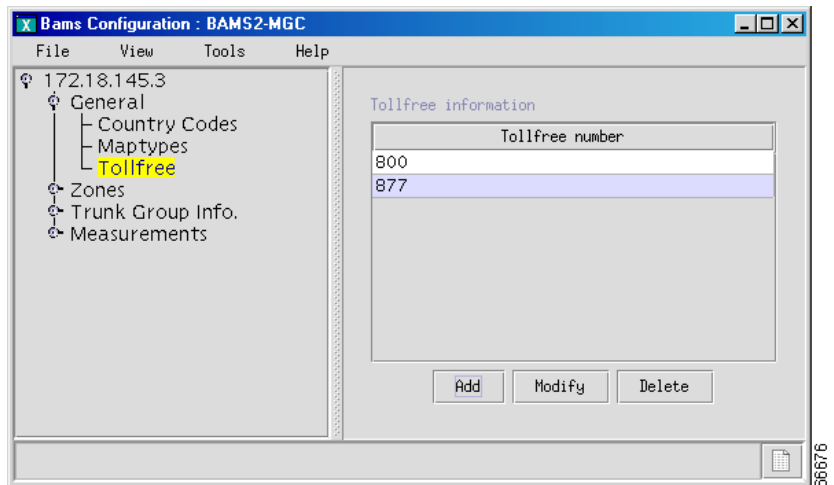 Bams Configuration : BAMS2-MGC
File View Tools Help
172.18.145.3
General
Country Codes
Maptypes
Tollfree
Zones
Trunk Group Info.
Measurements
Tollfree information
Tollfree number
800
877
Add Modify Delete
66676